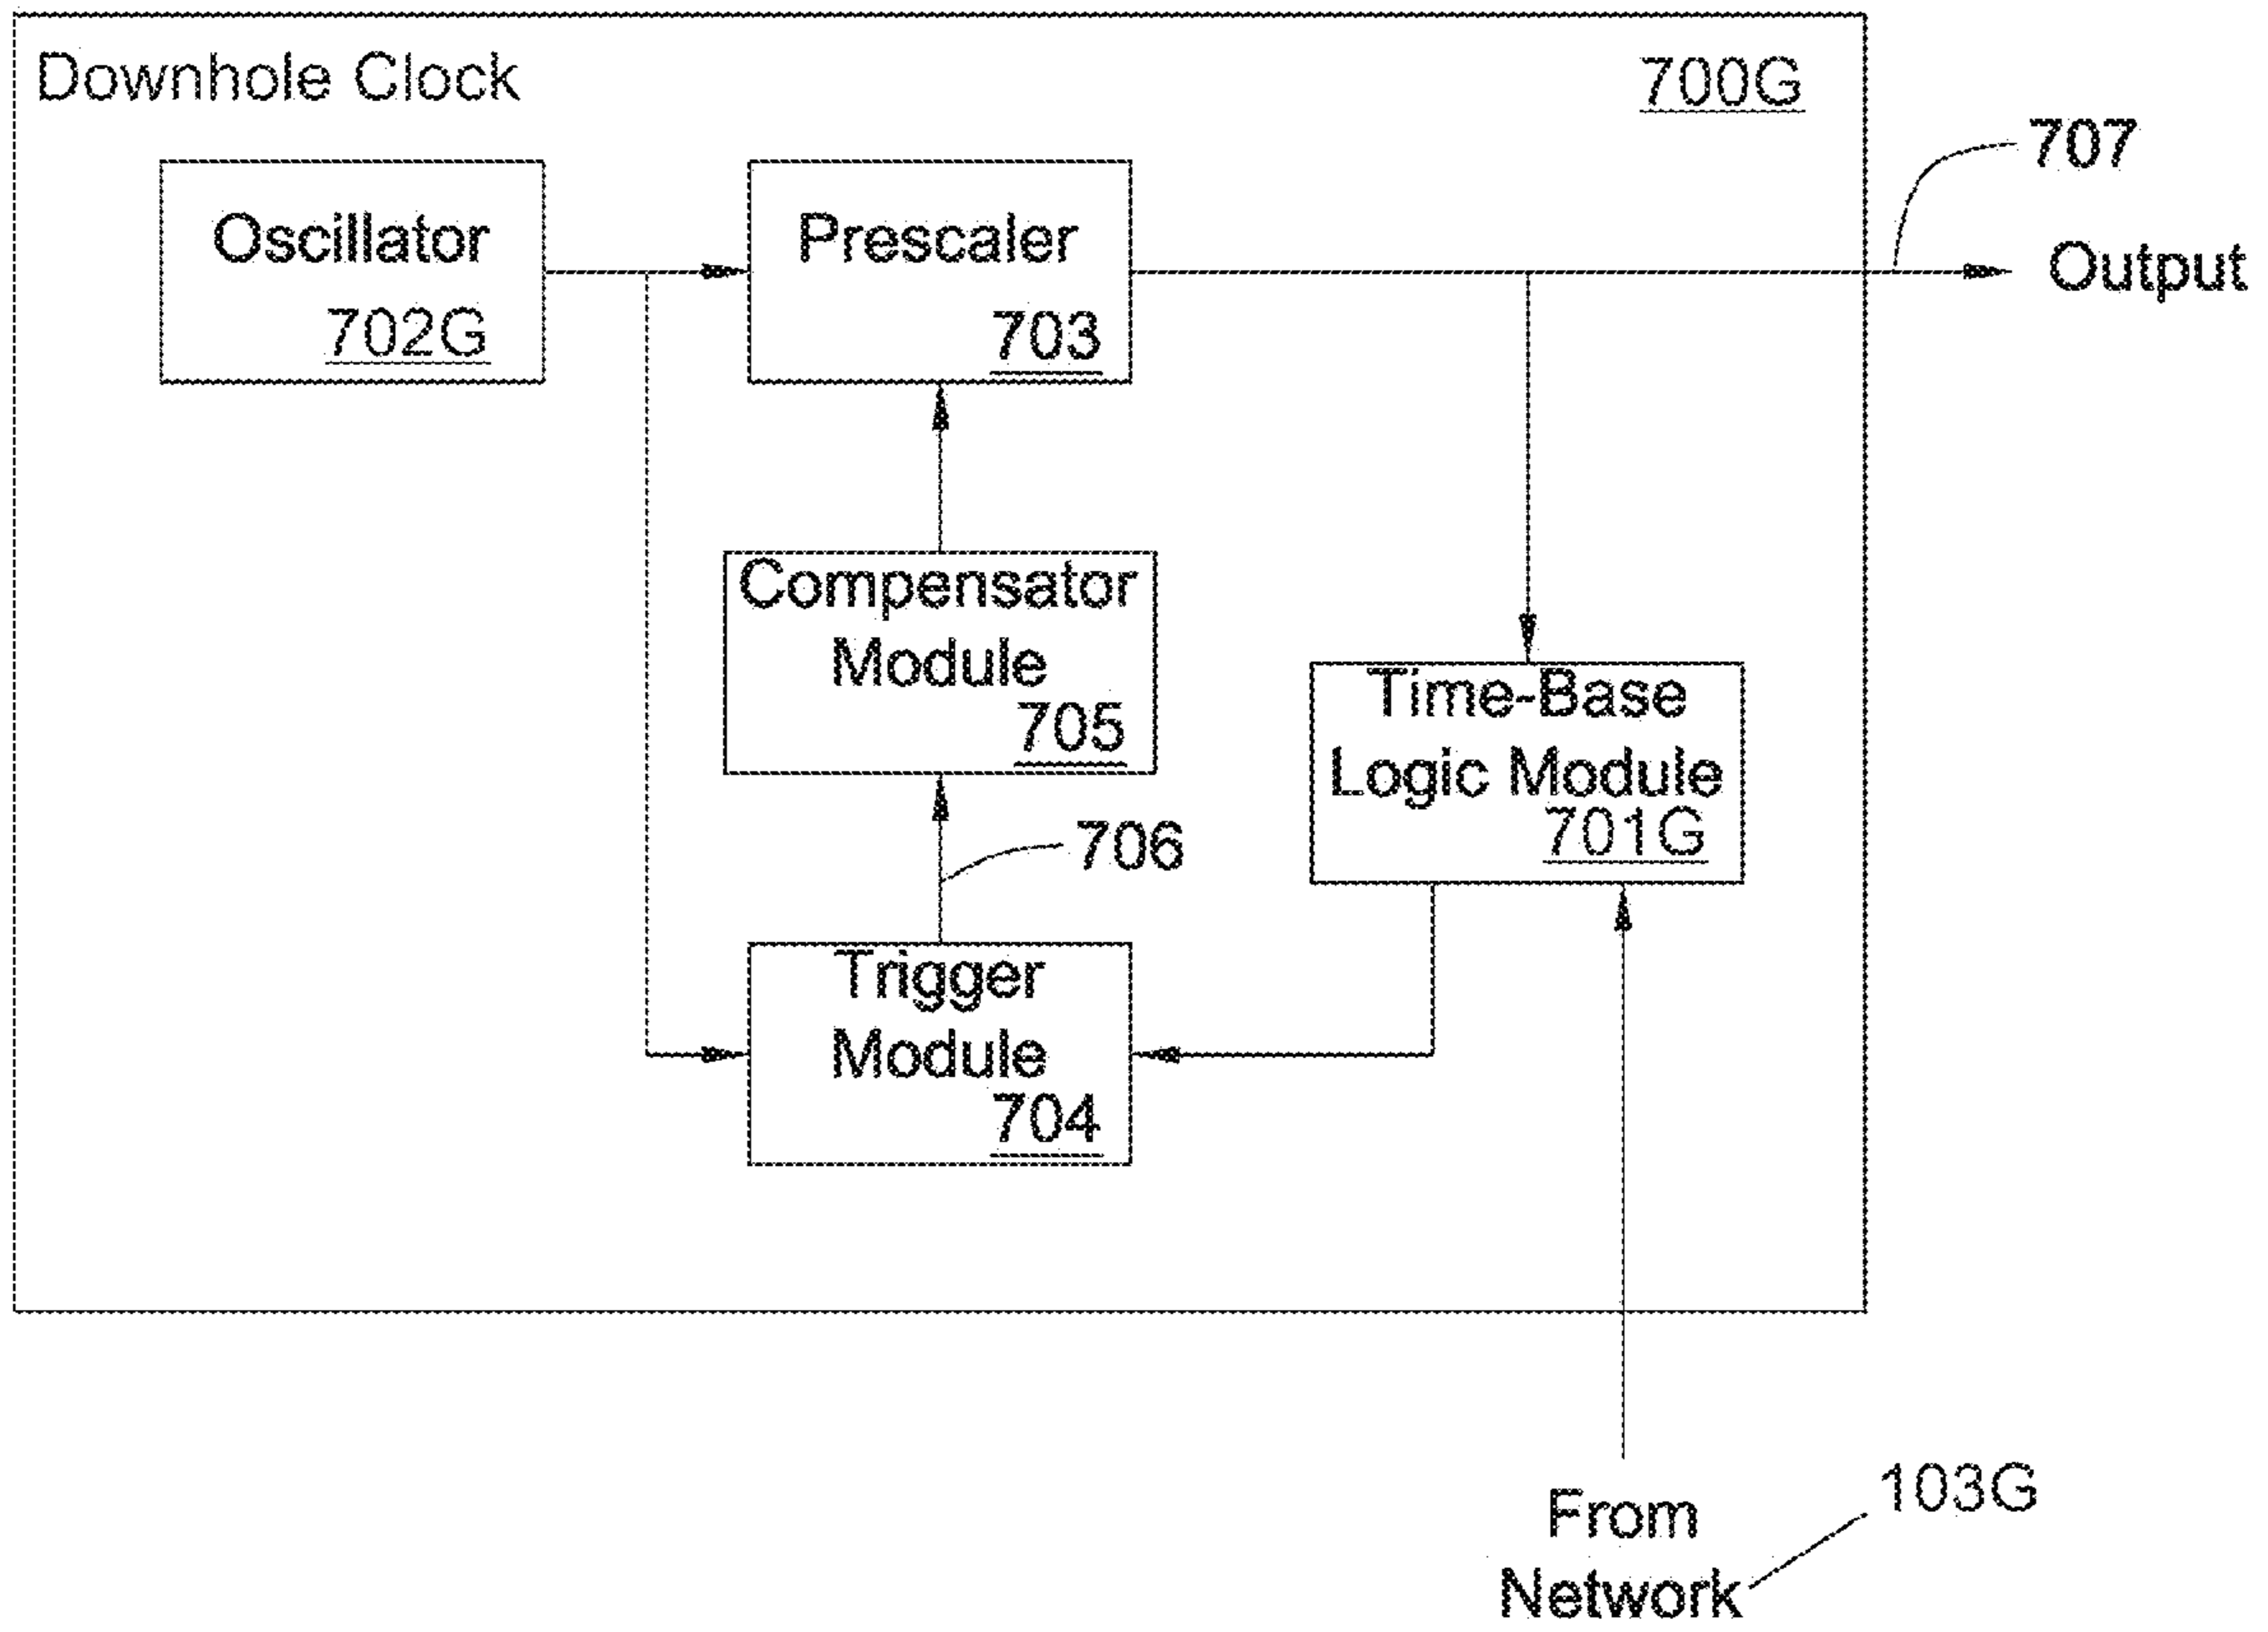 Downhole Clock
700G
707
Oscillator
702G
Prescaler
703
Output
Compensator
Module
705
Time-Base
Logic Module
701G
706
Trigger
Module
704
103G
From
Network